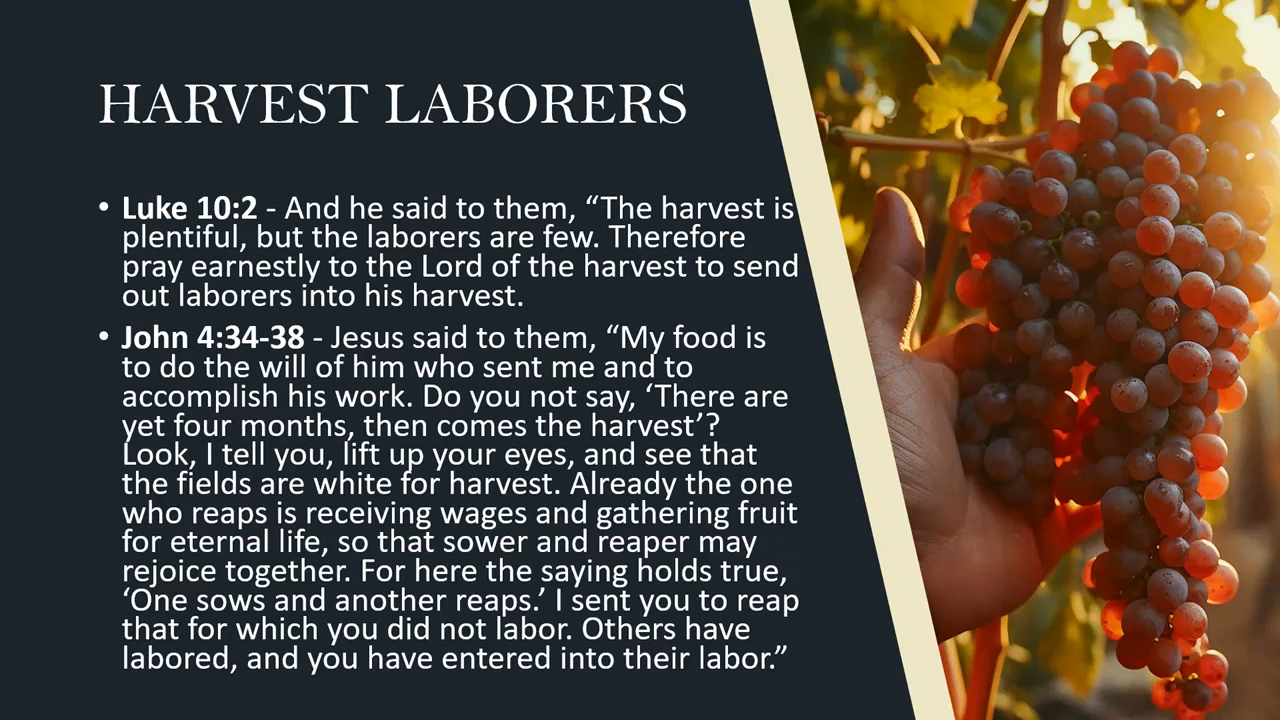 HARVEST LABORERS
• Luke 10:2 - And he said to them, “The harvest is
plentiful, but the laborers are few. Therefore
pray earnestly to the Lord of the harvest to send
out laborers into his harvest.
• John 4:34-38 - Jesus said to them, “My food is
to do the will of him who sent me and to
accomplish his work. Do you not say, ‘There are
yet four months, then comes the harvest’?
Look, I tell you, lift up your eyes, and see that
the fields are white for harvest. Already the one
who reaps is receiving wages and gathering fruit
for eternal life, so that sower and reaper may
rejoice together. For here the saying holds true,
‘One sows and another reaps.’ I sent you to reap
that for which you did not labor. Others have
labored, and you have entered into their labor.”